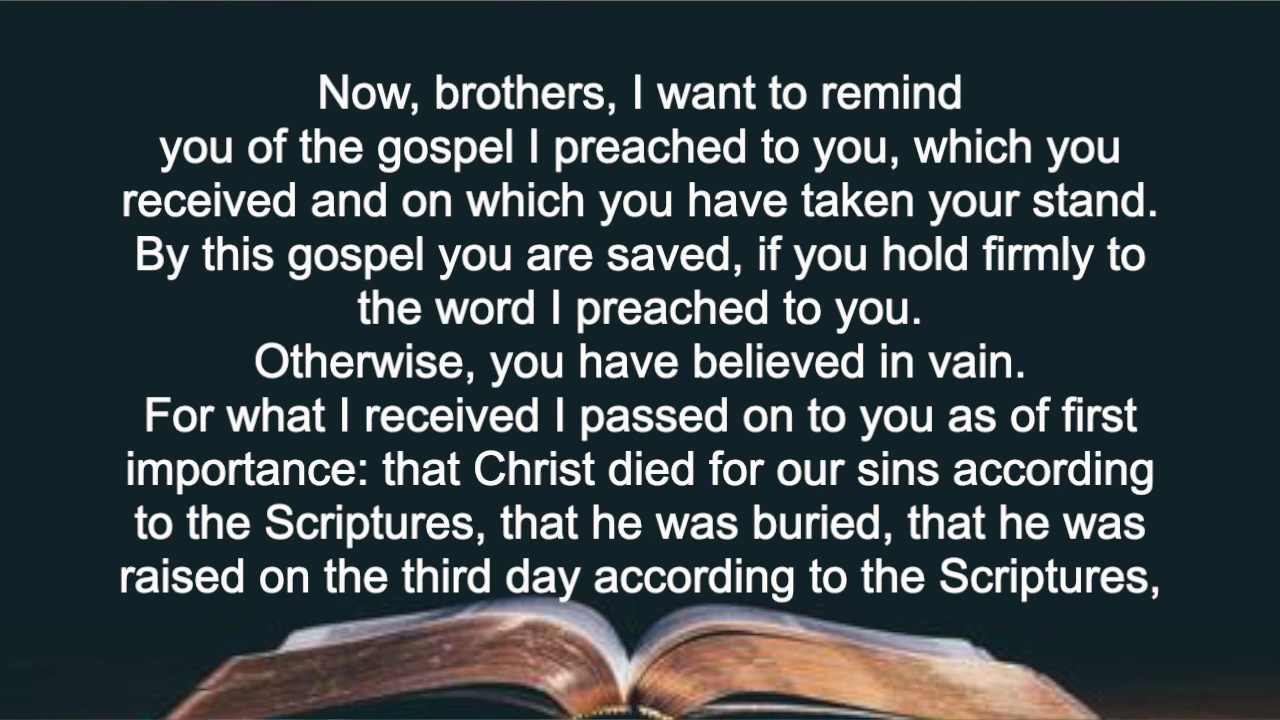 Now, brothers, I want to remind
you of the gospel I preached to you, which you
received and on which you have taken your stand.
By this gospel you are saved, if you hold firmly to
the word I preached to you.
Otherwise, you have believed in vain.
For what I received I passed on to you as of first
importance: that Christ died for our sins according
to the Scriptures, that he was buried, that he was
raised on the third day according to the Scriptures,